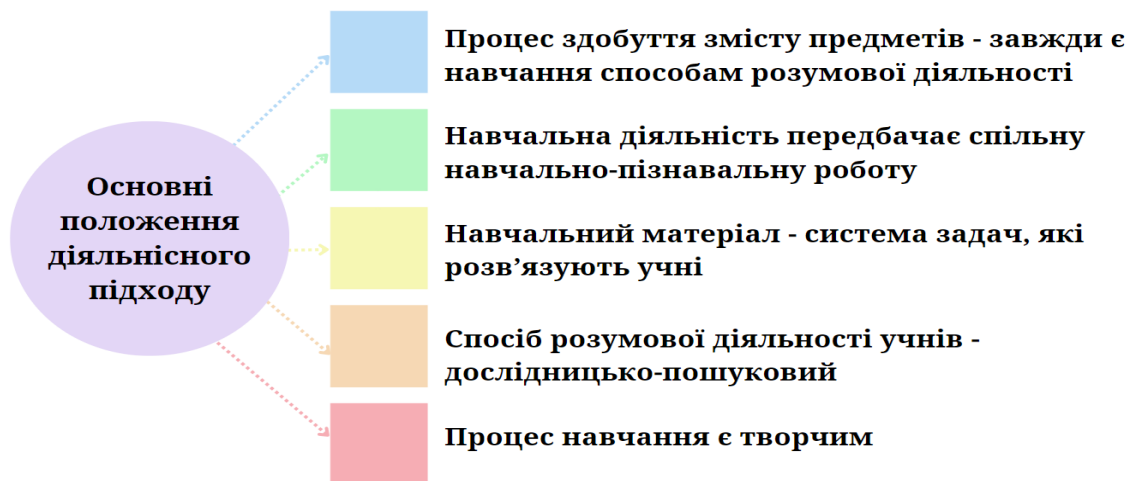 Основні
положення
діяльнісного
підходу
Процес здобуття змісту предметів - завжди є
навчання способам розумової діяльності
Навчальна діяльність передбачає спільну
навчально-пізнавальну роботу
Навчальний матеріал - система задач, які
розв’язують учні
Спосіб розумової діяльності учнів -
дослідницько-пошуковий
Процес навчання є творчим